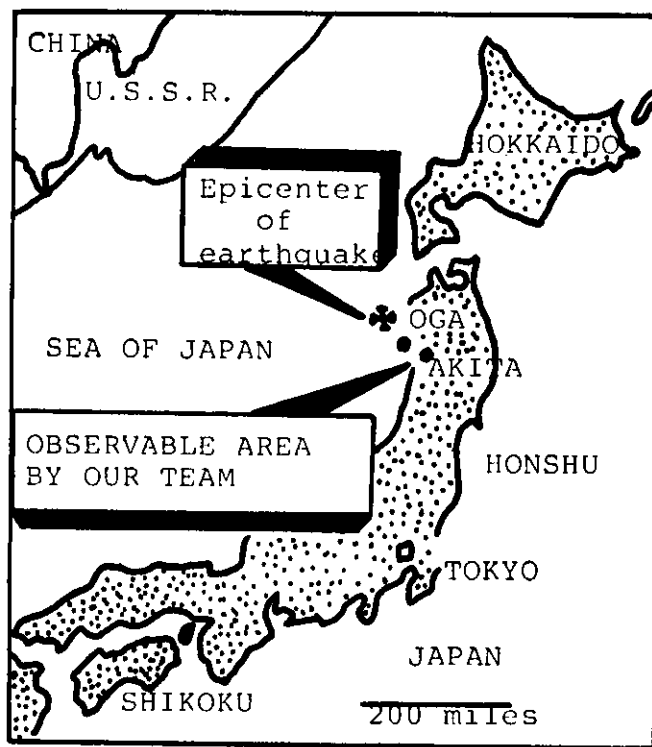 CHINA
U.S.S.R.
HOKKAIDO
Epicenter
of
earthquake
OGA
SEA OF JAPAN
AKITA
OBSERVABLE AREA
BY OUR TEAM
HONSHU
TOKYO
JAPAN
SHIKOKU
200 miles